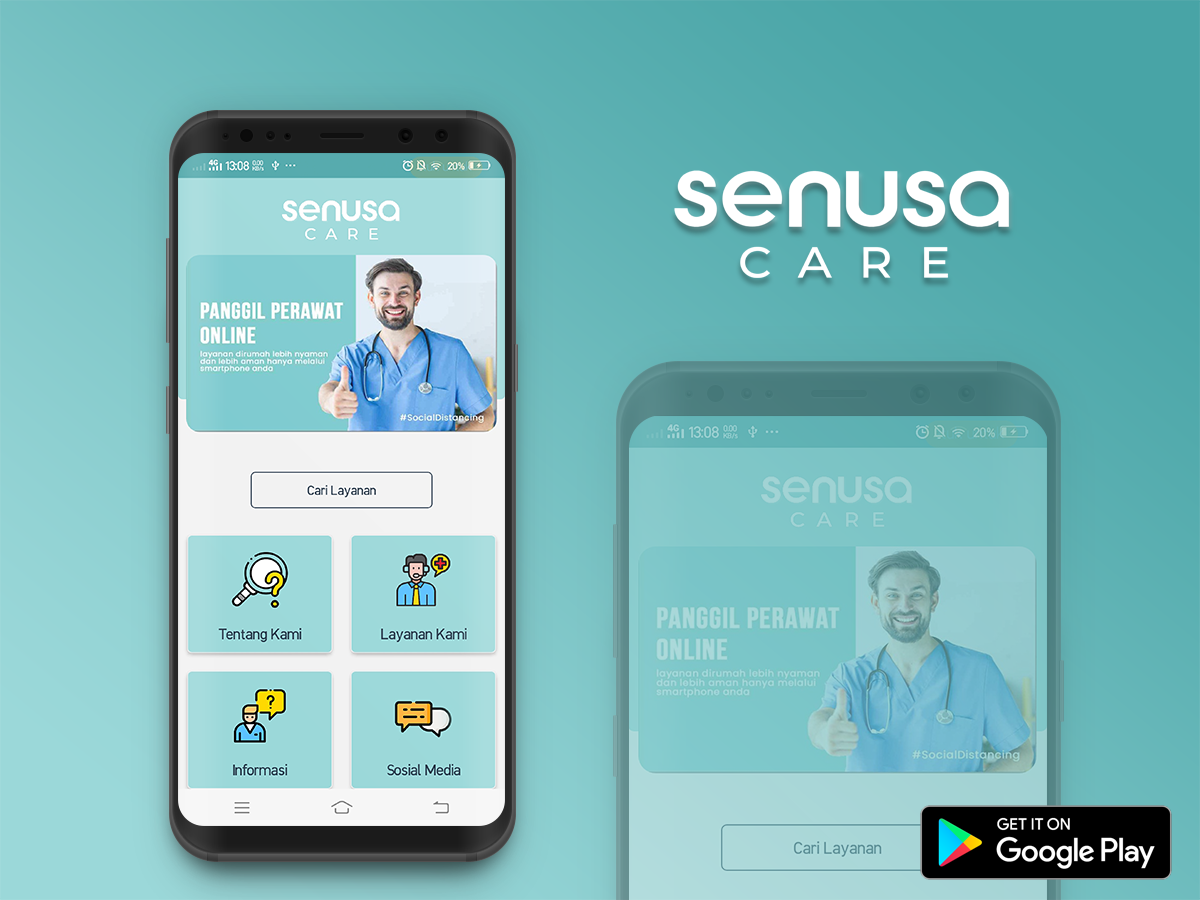 4G 13:08 0.00 KB/s
20%
senusa
CARE
PANGGIL PERAWAT
ONLINE
layanan dirumah lebih nyaman
dan lebih aman hanya melalui
smartphone anda
#SocialDistancing
Cari Layanan
Tentang Kami
Layanan Kami
Informasi
Sosial Media
senusa
CARE
4G 13:08 0.00 KB/s
20%
senusa
CARE
PANGGIL PERAWAT
ONLINE
layanan dirumah lebih nyaman
dan lebih aman hanya melalui
smartphone anda
#SocialDistancing
Cari Layanan
GET IT ON
Google Play